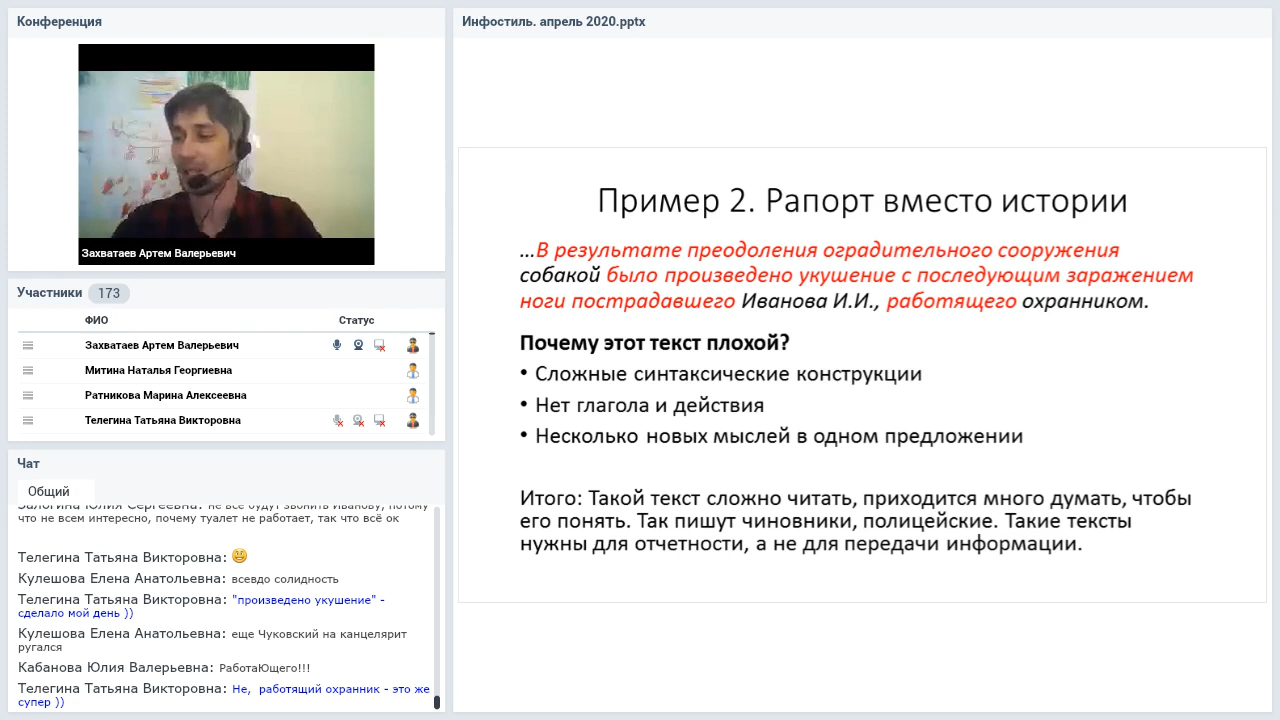 Конференция
Захватаев Артем Валерьевич
Участники 173
ФИО Статус
Захватаев Артем Валерьевич
Митина Наталья Георгиевна
Ратникова Марина Алексеевна
Телегина Татьяна Викторовна
Чат
Общий
Залогина Юлия Сергеевна: не все будут звонить Иванову, потому
что не всем интересно, почему туалет не работает, так что всё ок
Телегина Татьяна Викторовна:
Кулешова Елена Анатольевна: всевдо солидность
Телегина Татьяна Викторовна: "произведено укушение" -
сделало мой день ))
Кулешова Елена Анатольевна: еще Чуковский на канцелярит
ругался
Кабанова Юлия Валерьевна: РаботаЮщего!!!
Телегина Татьяна Викторовна: Не, работящий охранник - это же
супер ))
Инфостиль. апрель 2020.pptx
Пример 2. Рапорт вместо истории
...В результате преодоления оградительного сооружения
собакой было произведено укушение с последующим заражением
ноги пострадавшего Иванова И.И., работящего охранником.
Почему этот текст плохой?
• Сложные синтаксические конструкции
• Нет глагола и действия
• Несколько новых мыслей в одном предложении
Итого: Такой текст сложно читать, приходится много думать, чтобы
его понять. Так пишут чиновники, полицейские. Такие тексты
нужны для отчетности, а не для передачи информации.